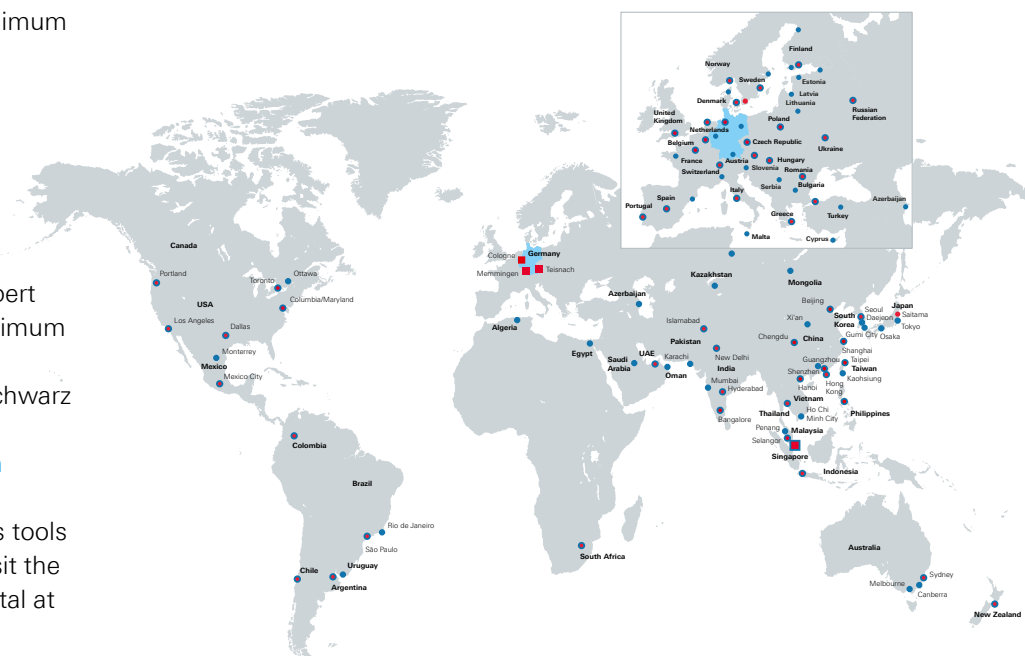 imum
pert
imum
chwarz
s tools
sit the
tal at
Finland
Norway
Sweden
Estonia
Latvia
Lithuania
Denmark
Russian
Federation
United
Kingdom
Netherlands
Poland
Belgium
Czech Republic
Ukraine
France
Austria
Hungary
Switzerland
Slovenia
Romania
Serbia
Bulgaria
Italy
Portugal
Spain
Greece
Turkey
Azerbaijan
Malta
Cyprus
Canada
Portland
Toronto
Ottawa
USA
Columbia/Maryland
Los Angeles
Dallas
Monterrey
Mexico
Mexico City
Colombia
Brazil
Rio de Janeiro
São Paulo
Uruguay
Chile
Argentina
Cologne
Germany
Memmingen
Teisnach
Algeria
Egypt
South Africa
Kazakhstan
Mongolia
Azerbaijan
Islamabad
Pakistan
Saudi
Arabia
UAE
Karachi
Oman
New Delhi
India
Mumbai
Hyderabad
Bangalore
Beijing
Xi'an
Chengdu
China
South
Korea
Seoul
Daejeon
Gumi City
Japan
Saitama
Tokyo
Osaka
Shanghai
Guangzhou
Taipei
Shenzhen
Taiwan
Hanoi
Hong
Kong
Kaohsiung
Vietnam
Thailand
Ho Chi
Minh City
Philippines
Penang
Malaysia
Selangor
Singapore
Indonesia
Australia
Melbourne
Sydney
Canberra
New Zealand